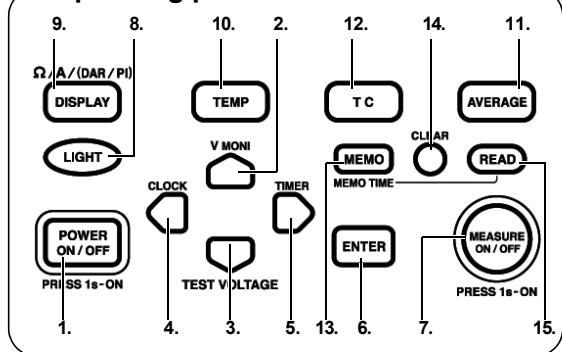 9. 8. 10. 2. 12. 14. 11.
Ω/A/(DAR/PI)
DISPLAY TEMP T C AVERAGE
V MONI CLEAR
LIGHT MEMO READ
CLOCK TIMER MEMO TIME
POWER
ON / OFF
ENTER MEASURE
ON / OFF
PRESS 1s-ON TEST VOLTAGE PRESS 1s-ON
1. 4. 3. 5. 13. 6. 7. 15.